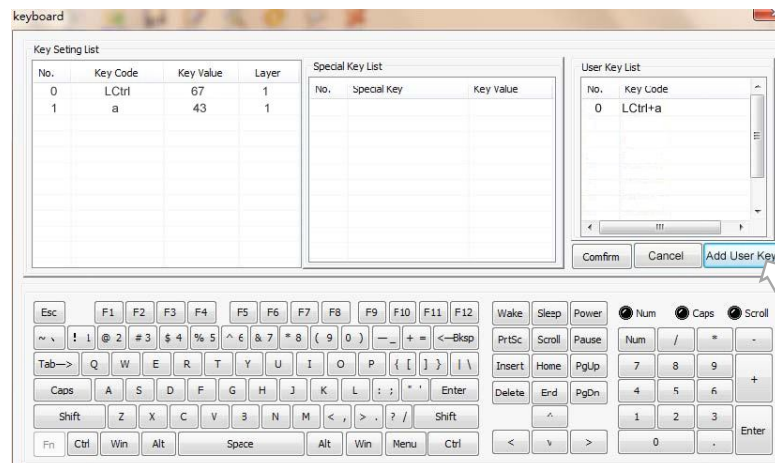 keyboard
Key Seting List
No. Key Code Key Value Layer
0 LCtrl 67 1
1 a 43 1
Special Key List
No. Special Key Key Value
User Key List
No. Key Code
0 LCtrl+a
Comfirm Cancel Add User Key
Esc F1 F2 F3 F4 F5 F6 F7 F8 F9 F10 F11 F12 Wake Sleep Power Num Caps Scroll
~ ` ! 1 @ 2 # 3 $ 4 % 5 ^ 6 & 7 * 8 ( 9 0 ) — _ + = <—Bksp PrtSc Scroll Pause Num / * -
Tab—> Q W E R T Y U I O P { [ ] } | \ Insert Home PgUp 7 8 9 +
Caps A S D F G H J K L : ; " ' Enter Delete End PgDn 4 5 6
Shift Z X C V B N M < , > . ? / Shift ^ 1 2 3 Enter
Fn Ctrl Win Alt Space Alt Win Menu Ctrl < v > 0 .